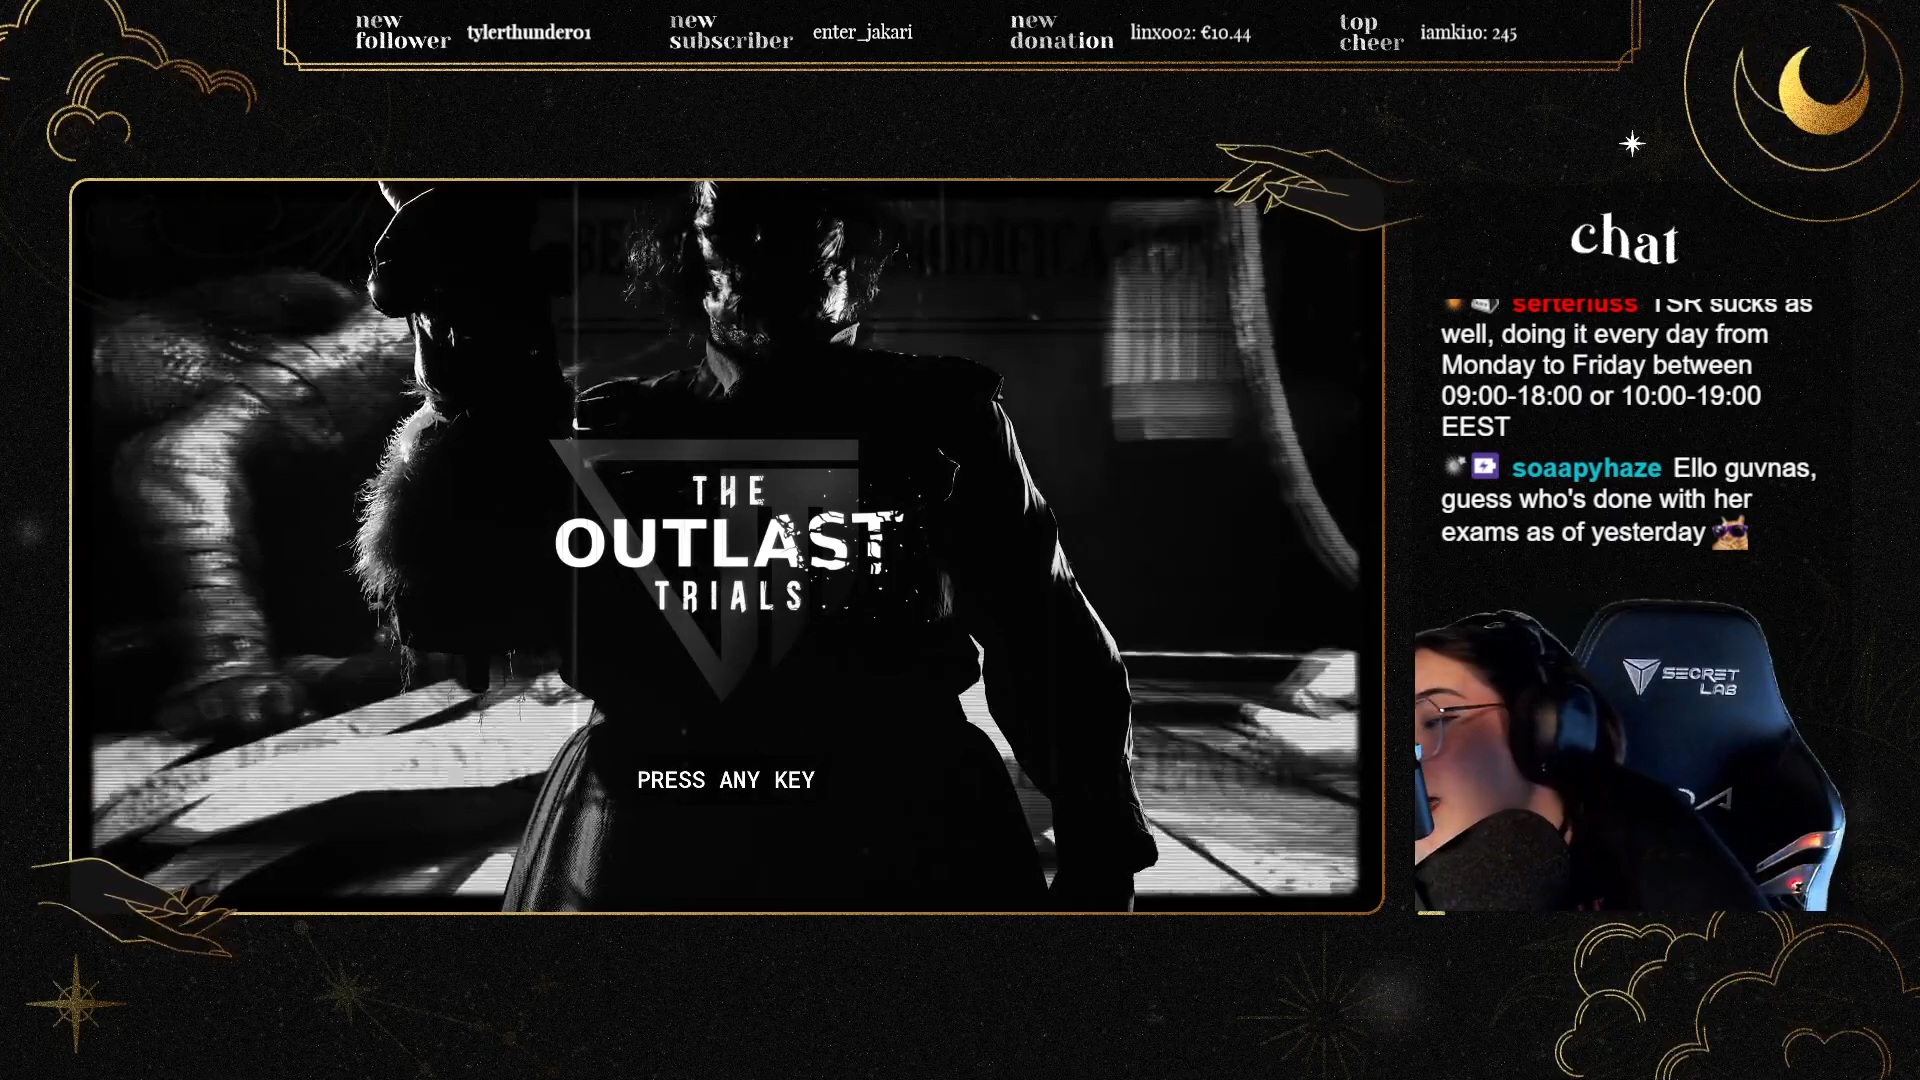 new follower tylerthunder01
new subscriber enter_jakari
new donation linx002: €10.44
top cheer iamki10: 245
THE
OUTLAST
TRIALS
PRESS ANY KEY
chat
serteriuss TSR sucks as
well, doing it every day from
Monday to Friday between
09:00-18:00 or 10:00-19:00
EEST
soaapyhaze Ello guvnas,
guess who's done with her
exams as of yesterday
SECRET
LAB